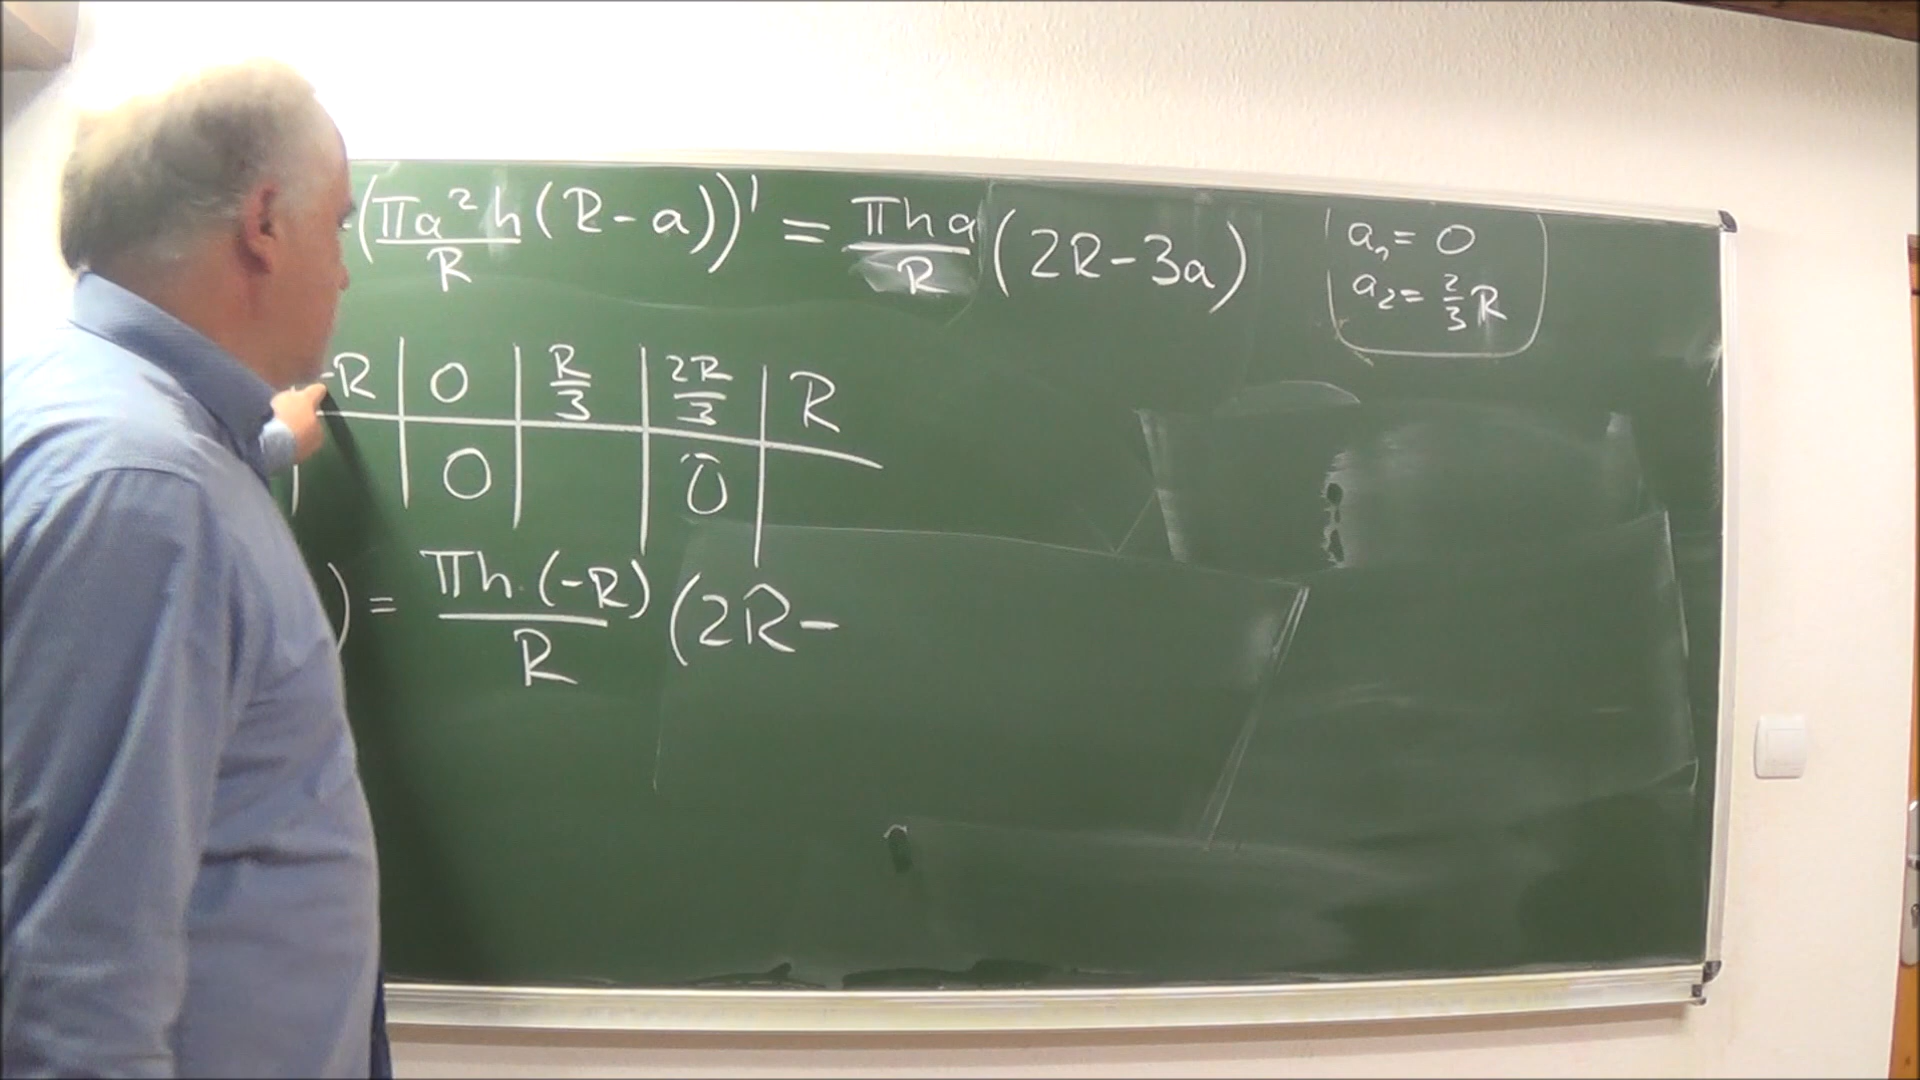 (πa²h/R (R-a))' = πha/R (2R-3a)
a₁= 0
a₂= 2/3 R
-R | 0 | R/3 | 2R/3 | R
0 | | 0
) = πh·(-R)/R (2R-